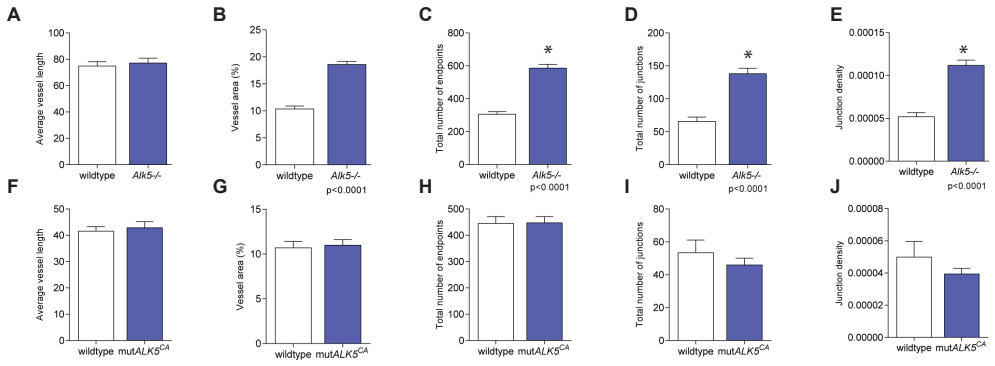 A
Average vessel length
100
80
60
40
20
0
wildtype Alk5-/-
B
Vessel area (%)
25
20
15
10
5
0
wildtype Alk5-/-
p<0.0001
C
Total number of endpoints
800
600
400
200
0
*
wildtype Alk5-/-
p<0.0001
D
Total number of junctions
200
150
100
50
0
*
wildtype Alk5-/-
p<0.0001
E
Junction density
0.00015
0.00010
0.00005
0.00000
*
wildtype Alk5-/-
p<0.0001
F
Average vessel length
50
40
30
20
10
0
wildtype mutALK5CA
G
Vessel area (%)
15
10
5
0
wildtype mutALK5CA
H
Total number of endpoints
500
400
300
200
100
0
wildtype mutALK5CA
I
Total number of junctions
80
60
40
20
0
wildtype mutALK5CA
J
Junction density
0.00008
0.00006
0.00004
0.00002
0.00000
wildtype mutALK5CA